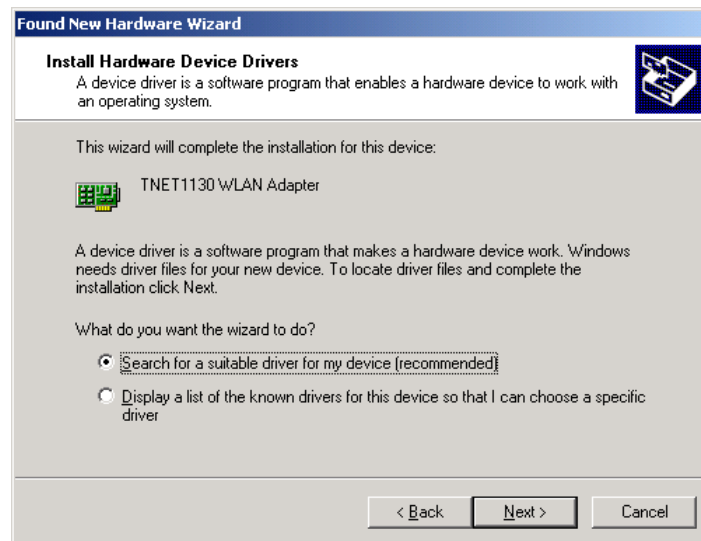 Found New Hardware Wizard
Install Hardware Device Drivers
A device driver is a software program that enables a hardware device to work with
an operating system.
This wizard will complete the installation for this device:
TNET1130 WLAN Adapter
A device driver is a software program that makes a hardware device work. Windows
needs driver files for your new device. To locate driver files and complete the
installation click Next.
What do you want the wizard to do?
Search for a suitable driver for my device (recommended)
Display a list of the known drivers for this device so that I can choose a specific
driver
< Back
Next >
Cancel